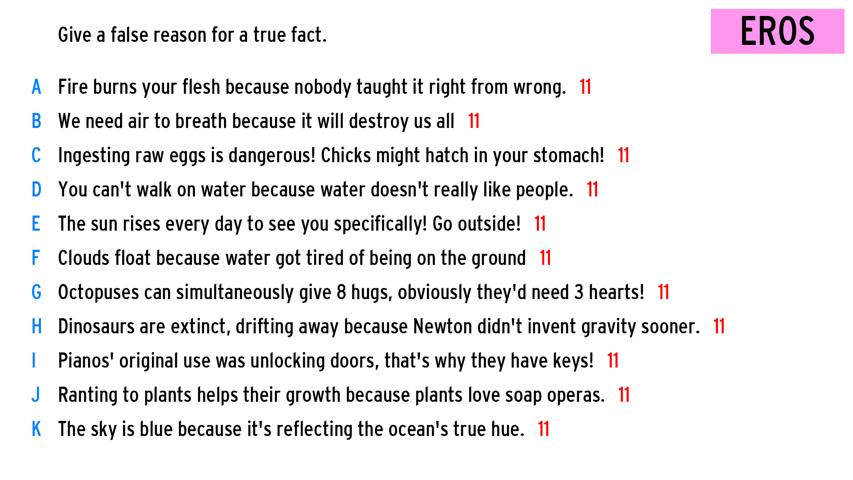 Give a false reason for a true fact.
EROS
A Fire burns your flesh because nobody taught it right from wrong. 11
B We need air to breath because it will destroy us all 11
C Ingesting raw eggs is dangerous! Chicks might hatch in your stomach! 11
D You can't walk on water because water doesn't really like people. 11
E The sun rises every day to see you specifically! Go outside! 11
F Clouds float because water got tired of being on the ground 11
G Octopuses can simultaneously give 8 hugs, obviously they'd need 3 hearts! 11
H Dinosaurs are extinct, drifting away because Newton didn't invent gravity sooner. 11
I Pianos' original use was unlocking doors, that's why they have keys! 11
J Ranting to plants helps their growth because plants love soap operas. 11
K The sky is blue because it's reflecting the ocean's true hue. 11